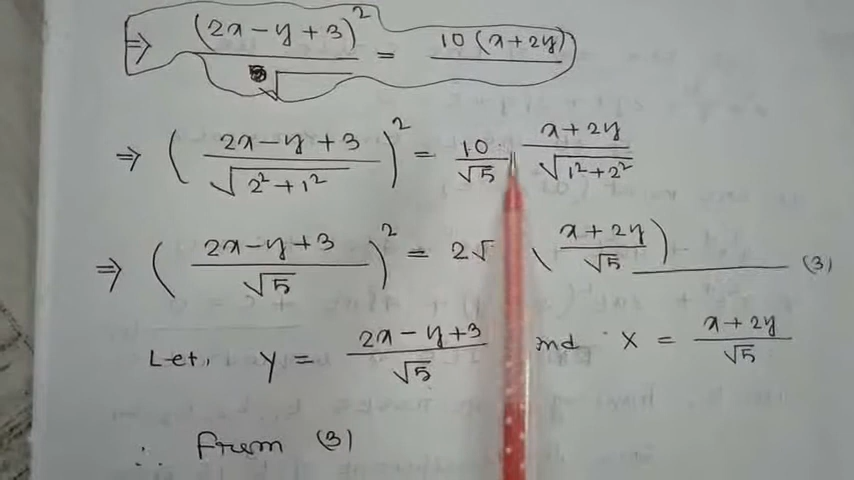 ⇒ (2x - y + 3)² / √ = 10(x + 2y)
⇒ ((2x - y + 3) / √(2² + 1²))² = 10/√5 · (x + 2y) / √(1² + 2²)
⇒ ((2x - y + 3) / √5)² = 2√ ((x + 2y) / √5) (3)
Let, Y = (2x - y + 3) / √5 and X = (x + 2y) / √5
∴ From (3)